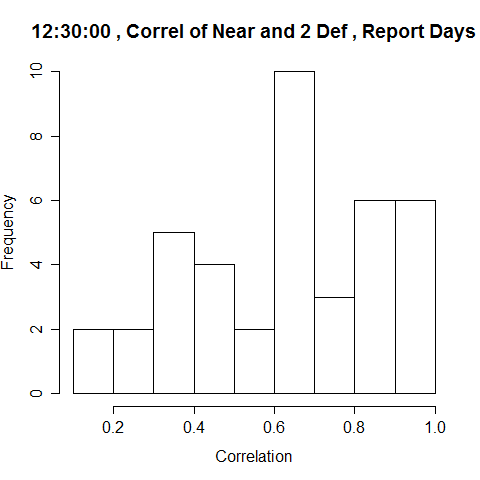 12:30:00 , Correl of Near and 2 Def , Report Days
Frequency
10
8
6
4
2
0
0.2 0.4 0.6 0.8 1.0
Correlation